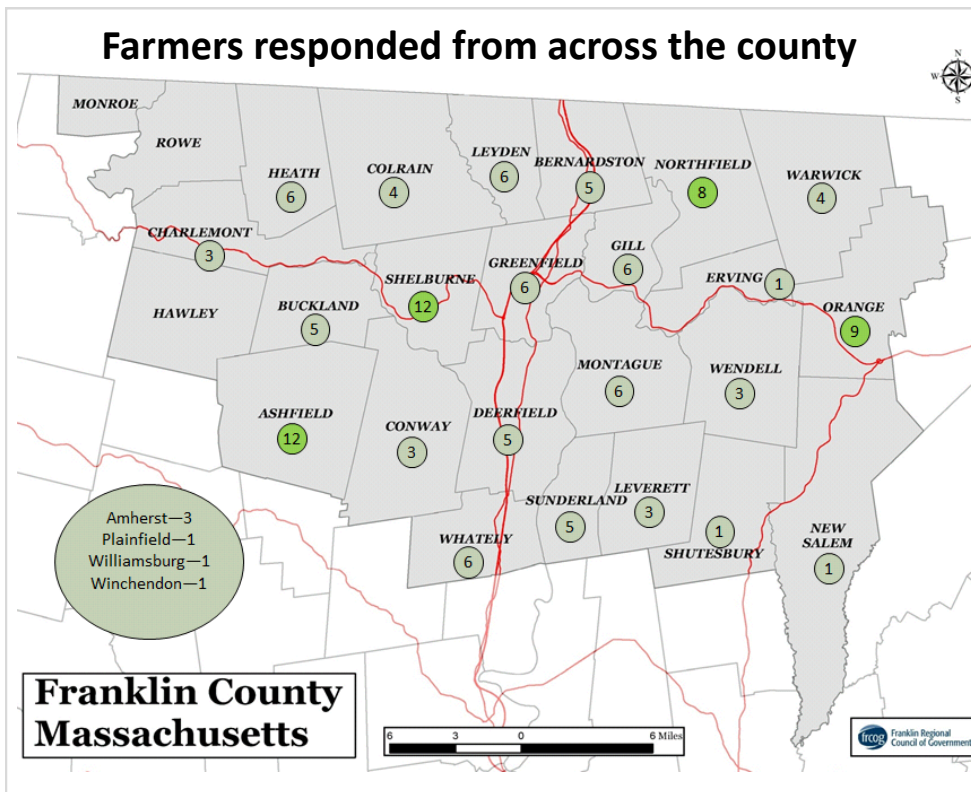 Farmers responded from across the county
N
W
S
MONROE
ROWE
HEATH
6
COLRAIN
4
LEYDEN
6
BERNARDSTON
5
NORTHFIELD
8
WARWICK
4
CHARLEMONT
3
SHELBURNE
12
GREENFIELD
6
GILL
6
ERVING
1
ORANGE
9
HAWLEY
BUCKLAND
5
MONTAGUE
6
WENDELL
3
ASHFIELD
12
CONWAY
3
DEERFIELD
5
SUNDERLAND
5
LEVERETT
3
1
SHUTESBURY
NEW
SALEM
1
WHATELY
6
Amherst—3
Plainfield—1
Williamsburg—1
Winchendon—1
Franklin County
Massachusetts
6 3 0 6 Miles
frcog
Franklin Regional
Council of Government